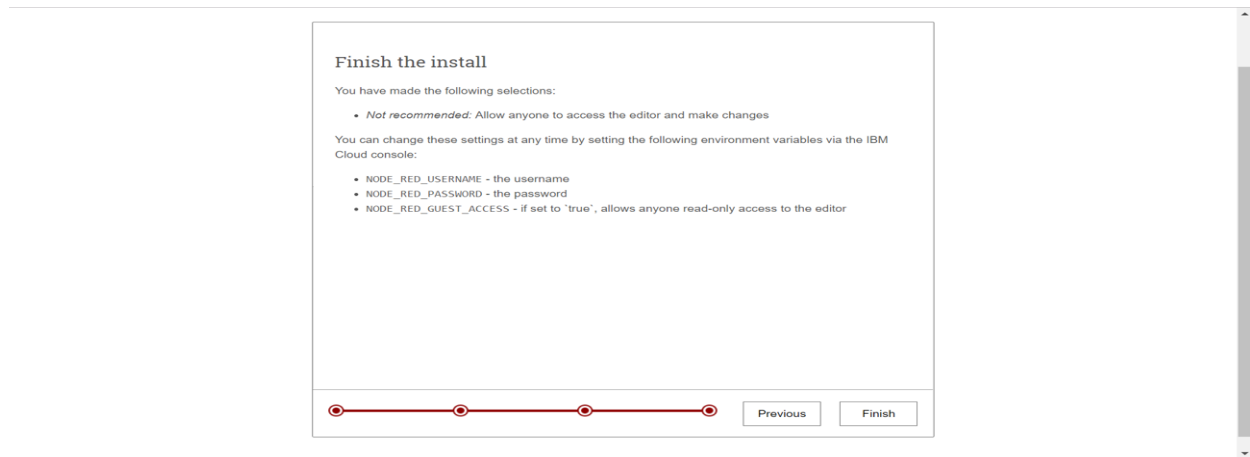 Finish the install
You have made the following selections:
• Not recommended: Allow anyone to access the editor and make changes
You can change these settings at any time by setting the following environment variables via the IBM
Cloud console:
• NODE_RED_USERNAME - the username
• NODE_RED_PASSWORD - the password
• NODE_RED_GUEST_ACCESS - if set to `true`, allows anyone read-only access to the editor
Previous Finish